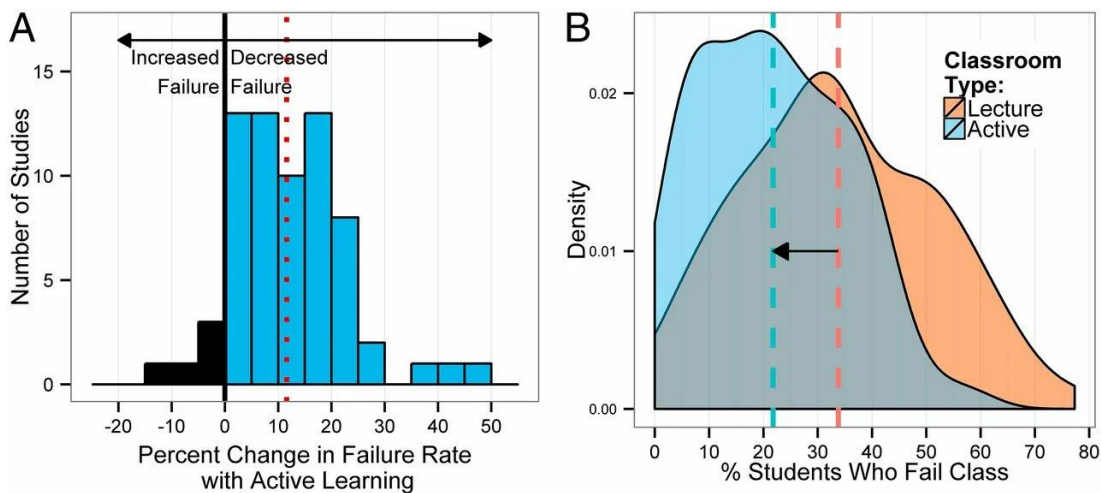 A
Increased Decreased
Failure Failure
15
10
5
0
Number of Studies
-20 -10 0 10 20 30 40 50
Percent Change in Failure Rate
with Active Learning
B
Classroom
Type:
Lecture
Active
0.02
0.01
0.00
Density
0 10 20 30 40 50 60 70 80
% Students Who Fail Class